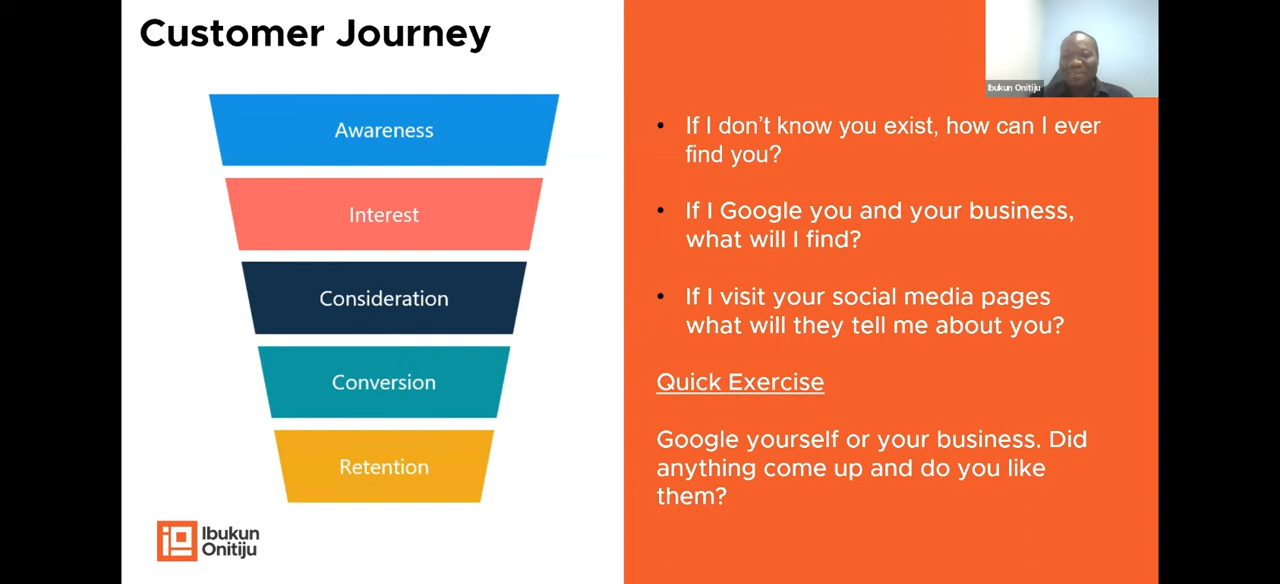 Customer Journey
Awareness
Interest
Consideration
Conversion
Retention
Ibukun
Onitiju
Ibukun Onitiju
• If I don't know you exist, how can I ever
find you?
• If I Google you and your business,
what will I find?
• If I visit your social media pages
what will they tell me about you?
Quick Exercise
Google yourself or your business. Did
anything come up and do you like
them?